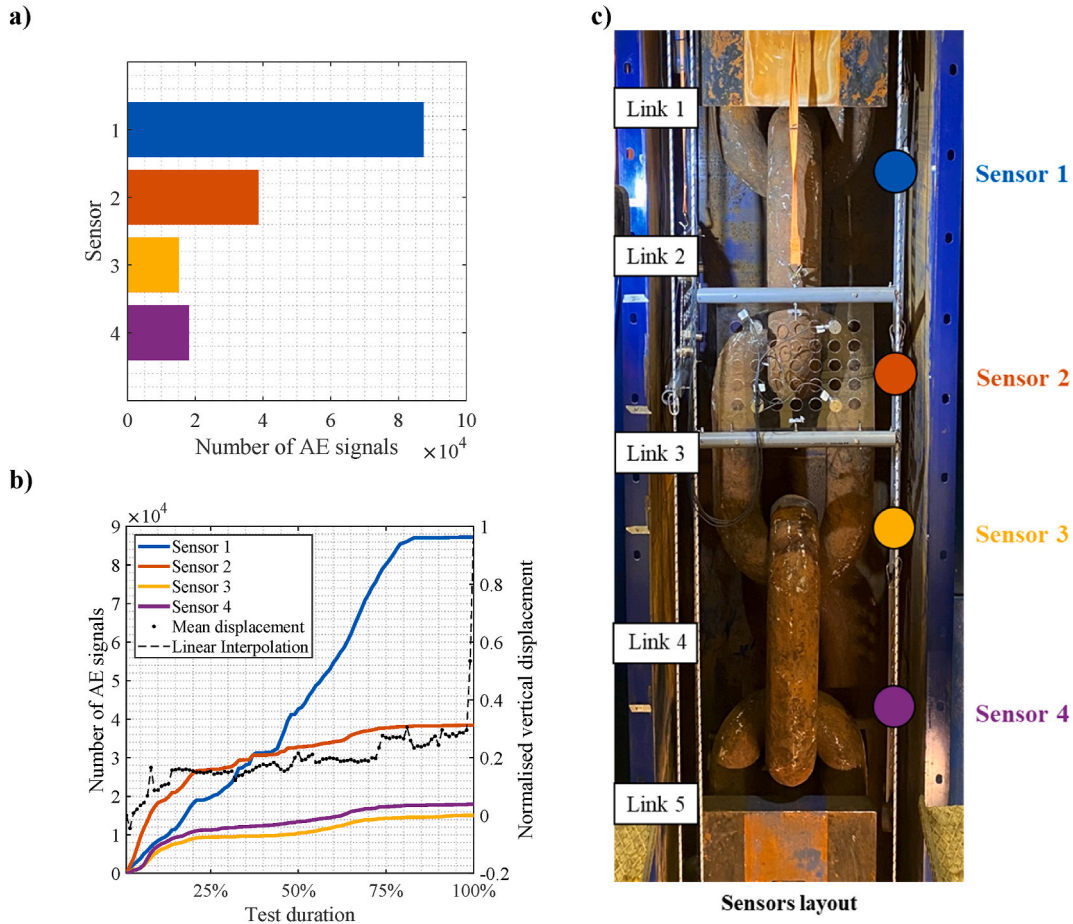 a)
1
2
3
4
Sensor
0
2
4
6
8
10
Number of AE signals
×10⁴
b)
×10⁴
9
8
7
6
5
4
3
2
1
0
Number of AE signals
Sensor 1
Sensor 2
Sensor 3
Sensor 4
Mean displacement
Linear Interpolation
1
0.8
0.6
0.4
0.2
0
-0.2
Normalised vertical displacement
25%
50%
75%
100%
Test duration
c)
Link 1
Sensor 1
Link 2
Sensor 2
Link 3
Sensor 3
Link 4
Sensor 4
Link 5
Sensors layout